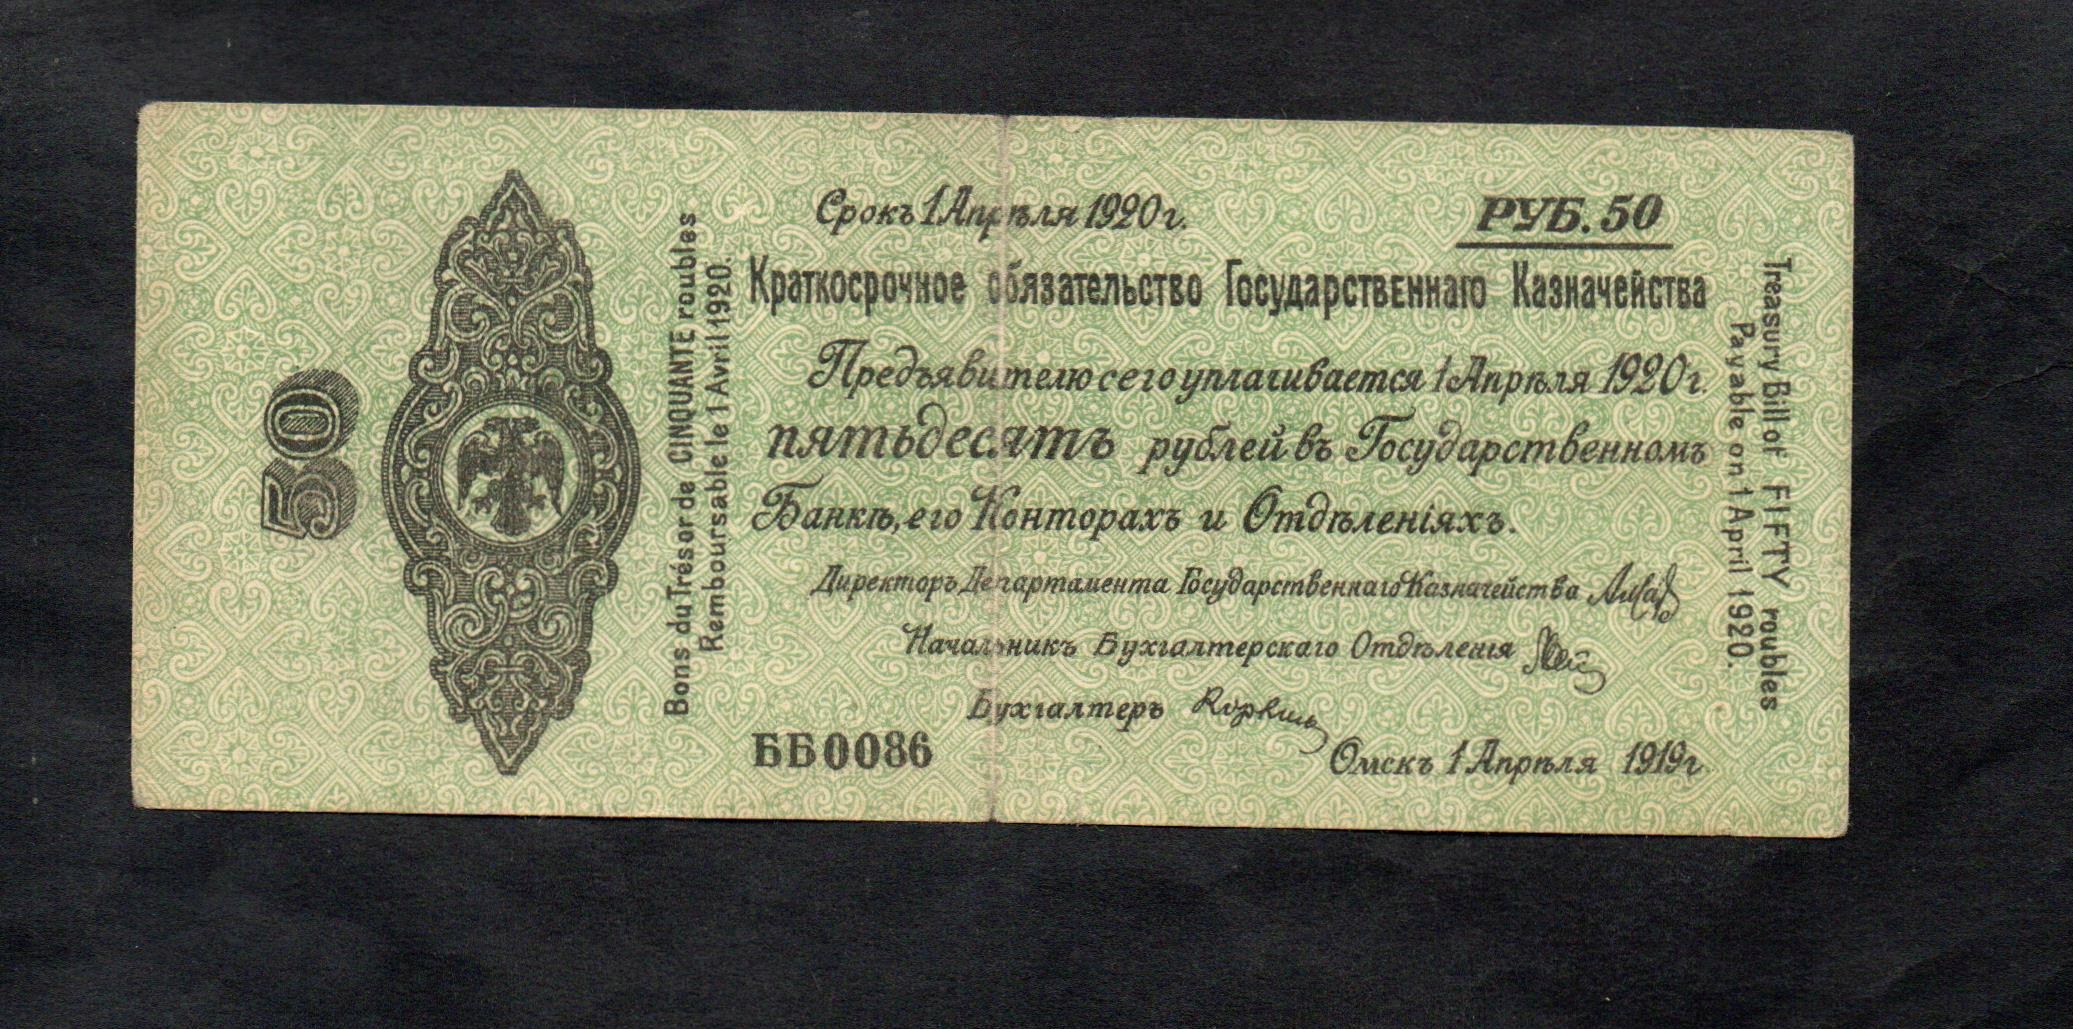 50
Bons du Trésor de CINQUANTE roubles
Remboursable le 1 Avril 1920.
Срокъ 1 Апрѣля 1920 г.
РУБ. 50
Краткосрочное обязательство Государственнаго Казначейства
Предъявителю сего уплачивается 1 Апрѣля 1920 г.
пятьдесятъ рублей въ Государственномъ
Банкѣ, его Конторахъ и Отдѣленіяхъ.
Директоръ Департамента Государственнаго Казначейства
Начальникъ Бухгалтерскаго Отдѣленія
Бухгалтеръ
ББ0086
Омскъ 1 Апрѣля 1919 г.
Treasury Bill of FIFTY roubles
Payable on 1 April 1920.